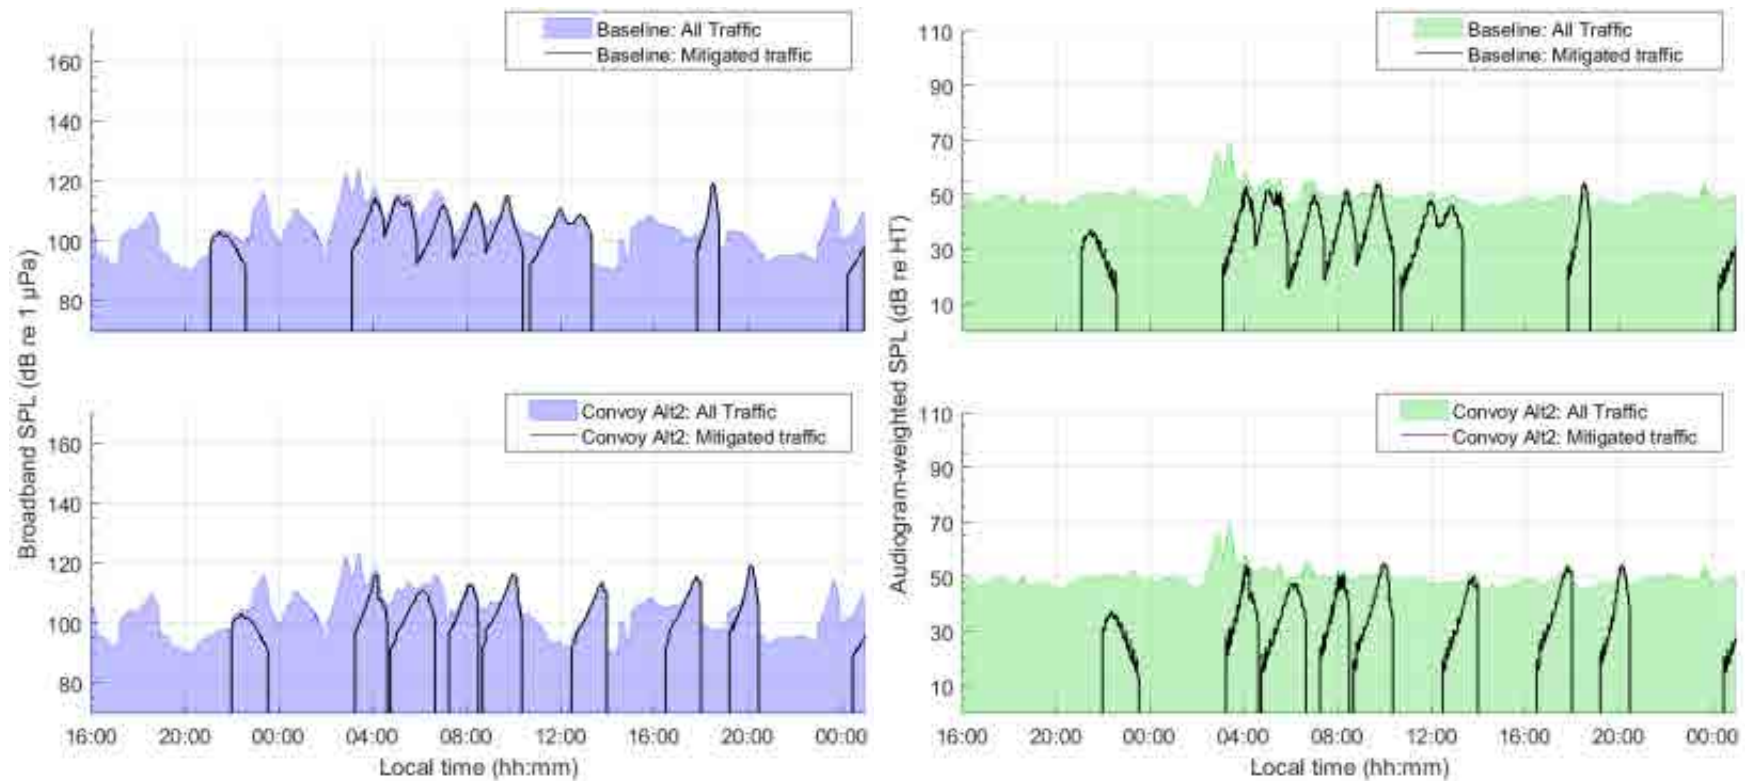 Baseline: All Traffic
Baseline: Mitigated traffic
160
140
120
100
80
Convoy Alt2: All Traffic
Convoy Alt2: Mitigated traffic
160
140
120
100
80
Broadband SPL (dB re 1 µPa)
16:00 20:00 00:00 04:00 08:00 12:00 16:00 20:00 00:00
Local time (hh:mm)
Baseline: All Traffic
Baseline: Mitigated traffic
110
90
70
50
30
10
Convoy Alt2: All Traffic
Convoy Alt2: Mitigated traffic
110
90
70
50
30
10
Audiogram-weighted SPL (dB re HT)
16:00 20:00 00:00 04:00 08:00 12:00 16:00 20:00 00:00
Local time (hh:mm)